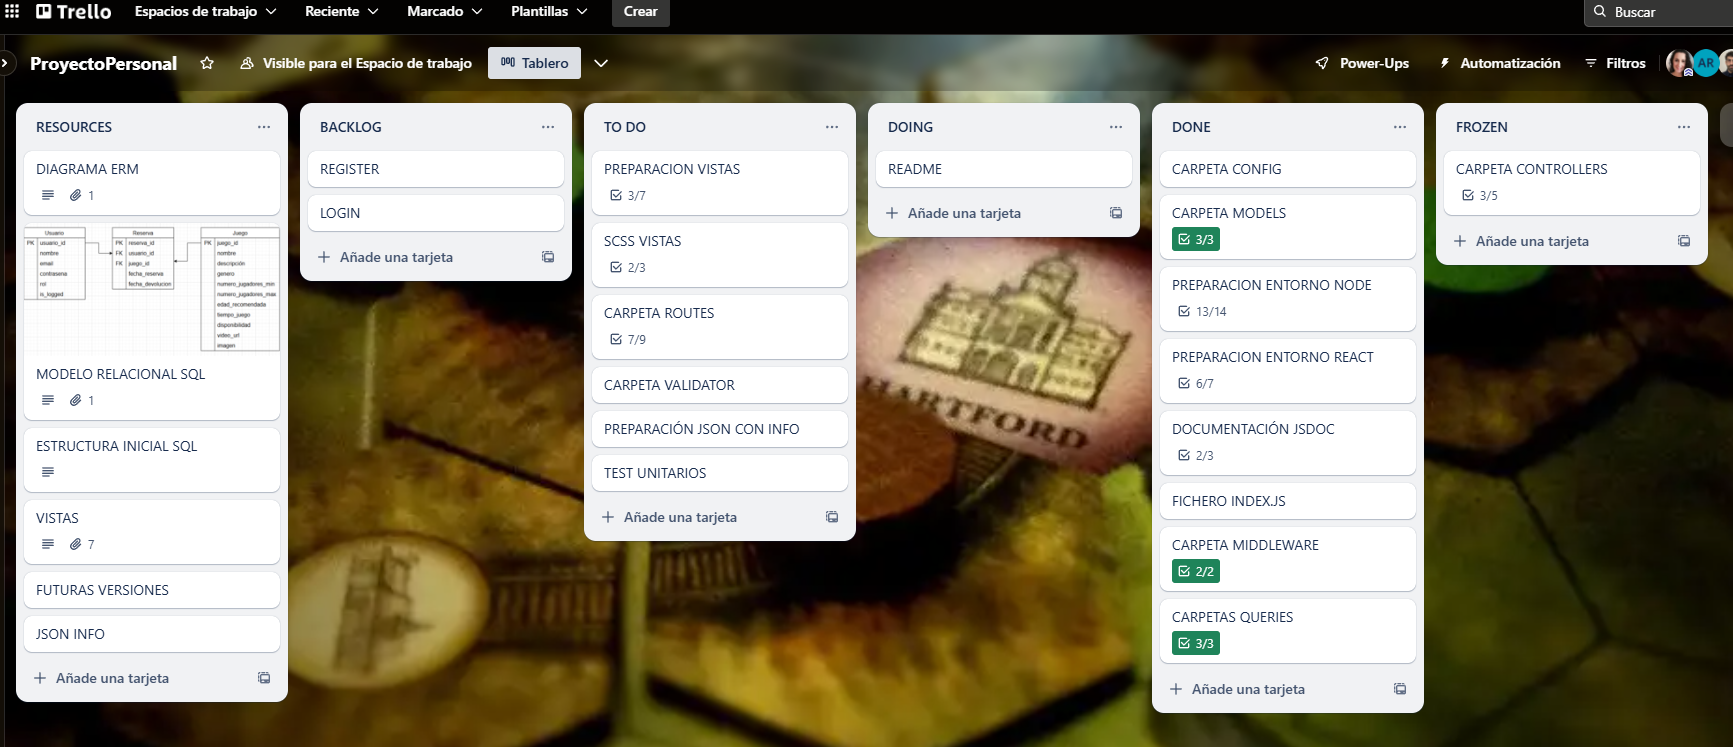 Trello
Espacios de trabajo
Reciente
Marcado
Plantillas
Crear
Buscar
ProyectoPersonal
Visible para el Espacio de trabajo
Tablero
Power-Ups
Automatización
Filtros
AR
RESOURCES
DIAGRAMA ERM
1
Usuario
PK usuario_id
nombre
email
contrasena
rol
is_logged
Reserva
PK reserva_id
FK usuario_id
FK juego_id
fecha_reserva
fecha_devolucion
Juego
PK juego_id
nombre
descripción
genero
numero_jugadores_min
numero_jugadores_max
edad_recomendada
tiempo_juego
disponibilidad
video_url
imagen
MODELO RELACIONAL SQL
1
ESTRUCTURA INICIAL SQL
VISTAS
7
FUTURAS VERSIONES
JSON INFO
Añade una tarjeta
BACKLOG
REGISTER
LOGIN
Añade una tarjeta
TO DO
PREPARACION VISTAS
3/7
SCSS VISTAS
2/3
CARPETA ROUTES
7/9
CARPETA VALIDATOR
PREPARACIÓN JSON CON INFO
TEST UNITARIOS
Añade una tarjeta
DOING
README
Añade una tarjeta
HARTFORD
DONE
CARPETA CONFIG
CARPETA MODELS
3/3
PREPARACION ENTORNO NODE
13/14
PREPARACION ENTORNO REACT
6/7
DOCUMENTACIÓN JSDOC
2/3
FICHERO INDEX.JS
CARPETA MIDDLEWARE
2/2
CARPETAS QUERIES
3/3
Añade una tarjeta
FROZEN
CARPETA CONTROLLERS
3/5
Añade una tarjeta